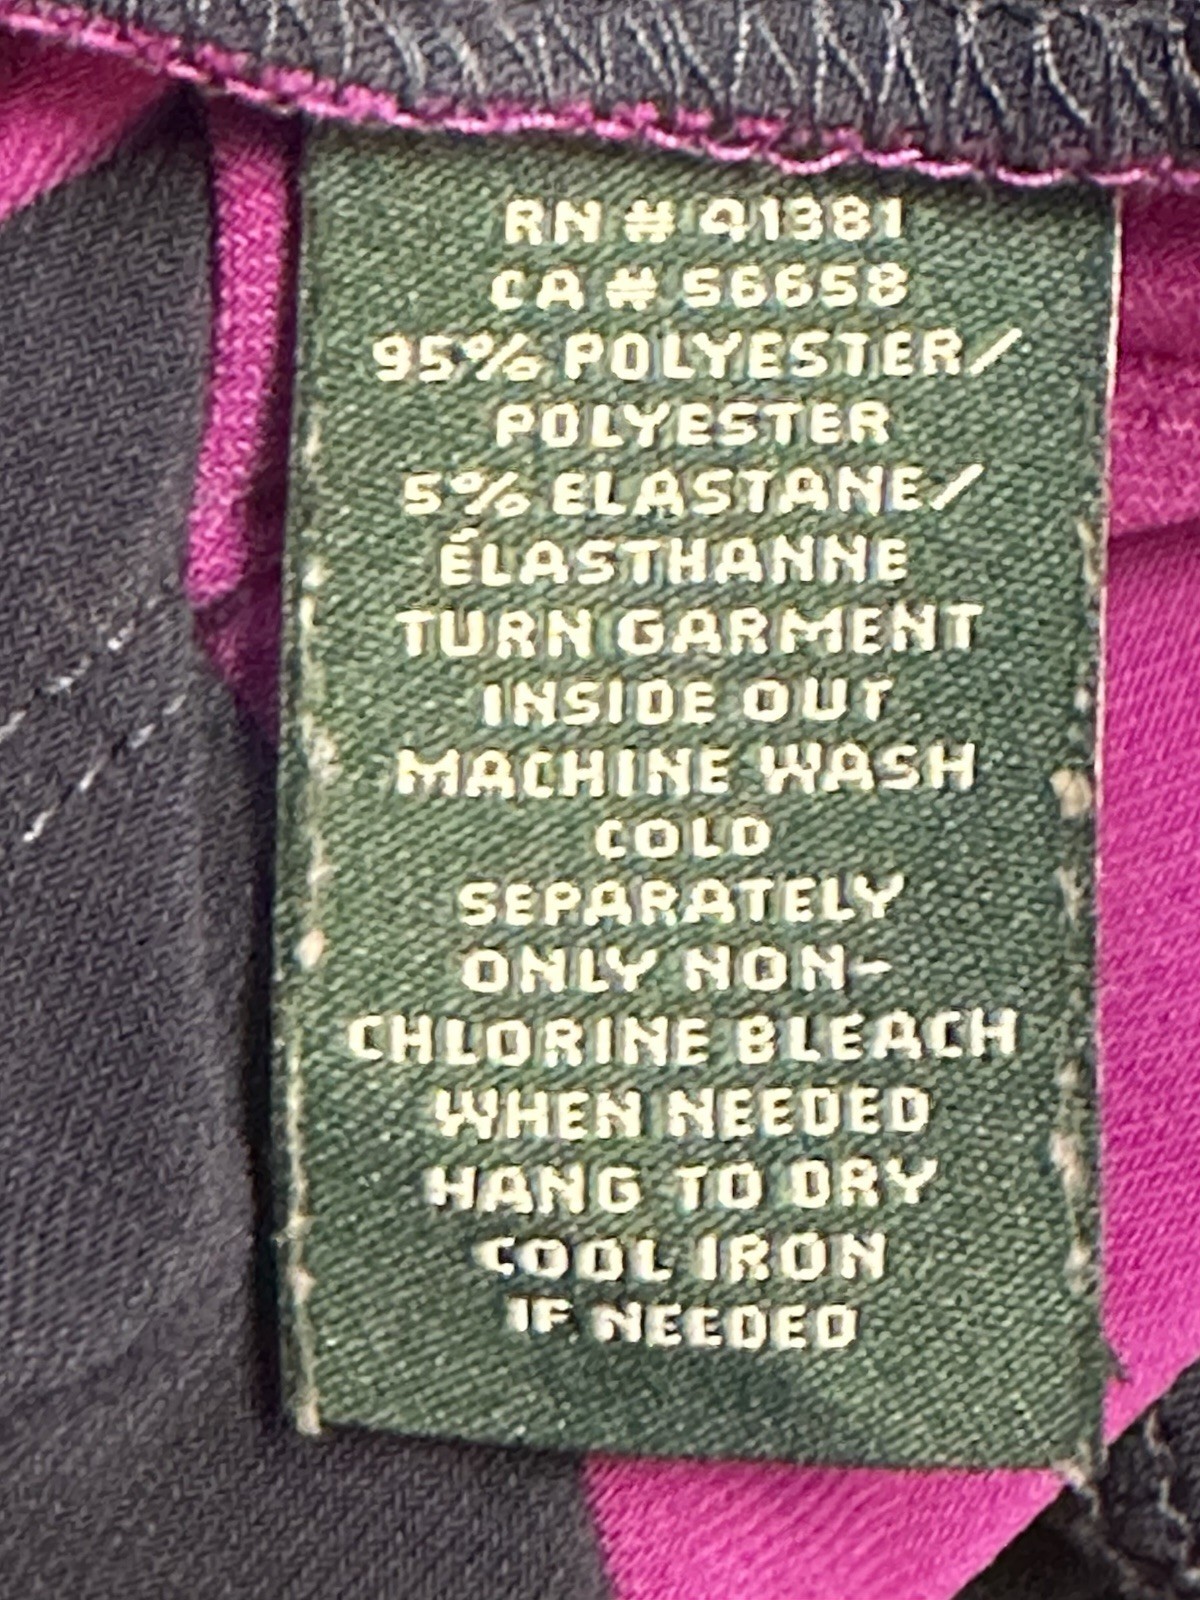 RN # 41381
CA # 56658
95% POLYESTER/
POLYESTER
5% ELASTANE/
ÉLASTHANNE
TURN GARMENT
INSIDE OUT
MACHINE WASH
COLD
SEPARATELY
ONLY NON-
CHLORINE BLEACH
WHEN NEEDED
HANG TO DRY
COOL IRON
IF NEEDED